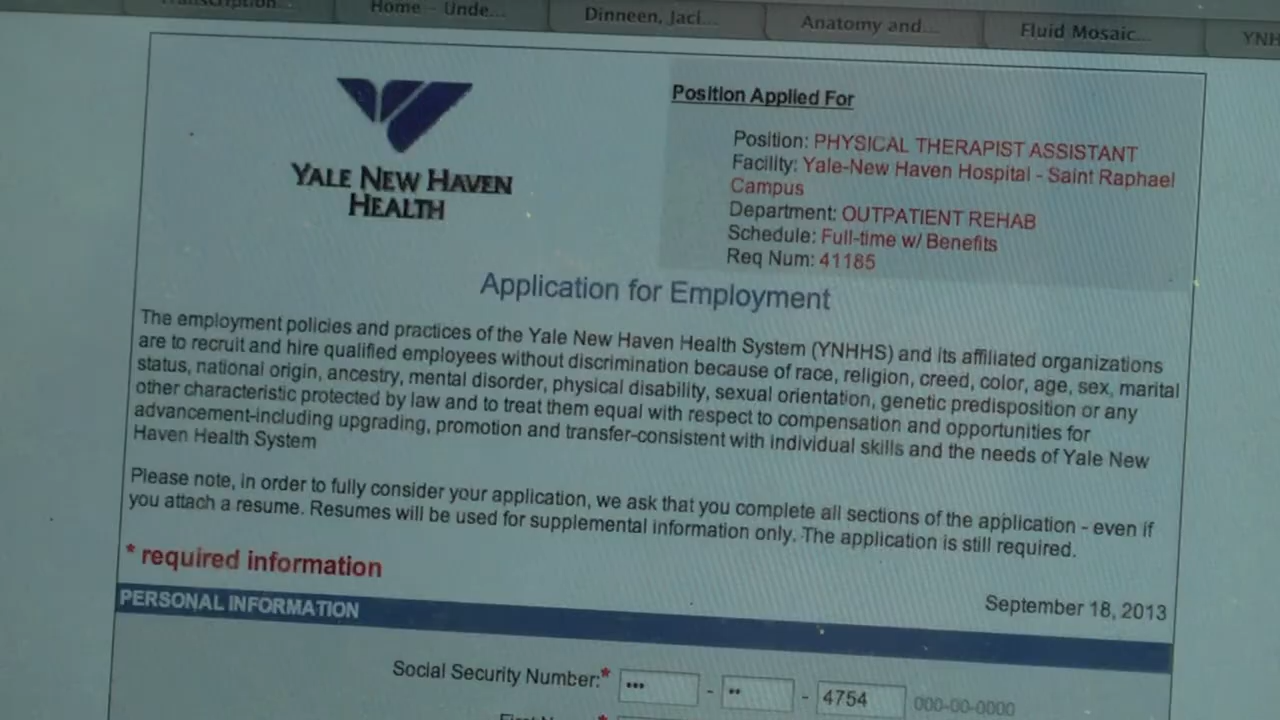 Transcription...
Home - Unde...
Dinneen, Jaci...
Anatomy and...
Fluid Mosaic...
YNH
YALE NEW HAVEN
HEALTH
Position Applied For
Position: PHYSICAL THERAPIST ASSISTANT
Facility: Yale-New Haven Hospital - Saint Raphael
Campus
Department: OUTPATIENT REHAB
Schedule: Full-time w/ Benefits
Req Num: 41185
Application for Employment
The employment policies and practices of the Yale New Haven Health System (YNHHS) and its affiliated organizations
are to recruit and hire qualified employees without discrimination because of race, religion, creed, color, age, sex, marital
status, national origin, ancestry, mental disorder, physical disability, sexual orientation, genetic predisposition or any
other characteristic protected by law and to treat them equal with respect to compensation and opportunities for
advancement-including upgrading, promotion and transfer-consistent with individual skills and the needs of Yale New
Haven Health System
Please note, in order to fully consider your application, we ask that you complete all sections of the application - even if
you attach a resume. Resumes will be used for supplemental information only. The application is still required.
* required information
September 18, 2013
PERSONAL INFORMATION
Social Security Number:* ••• - •• - 4754 000-00-0000